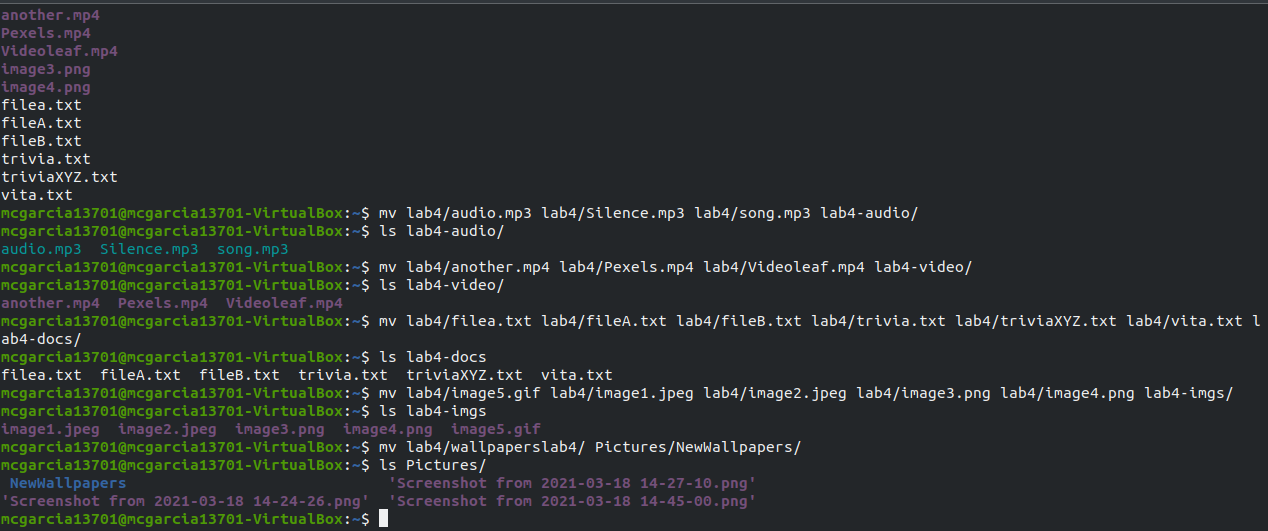 another.mp4
Pexels.mp4
Videoleaf.mp4
image3.png
image4.png
filea.txt
fileA.txt
fileB.txt
trivia.txt
triviaXYZ.txt
vita.txt
mcgarcia13701@mcgarcia13701-VirtualBox:~$ mv lab4/audio.mp3 lab4/Silence.mp3 lab4/song.mp3 lab4-audio/
mcgarcia13701@mcgarcia13701-VirtualBox:~$ ls lab4-audio/
audio.mp3  Silence.mp3  song.mp3
mcgarcia13701@mcgarcia13701-VirtualBox:~$ mv lab4/another.mp4 lab4/Pexels.mp4 lab4/Videoleaf.mp4 lab4-video/
mcgarcia13701@mcgarcia13701-VirtualBox:~$ ls lab4-video/
another.mp4  Pexels.mp4  Videoleaf.mp4
mcgarcia13701@mcgarcia13701-VirtualBox:~$ mv lab4/filea.txt lab4/fileA.txt lab4/fileB.txt lab4/trivia.txt lab4/triviaXYZ.txt lab4/vita.txt l
ab4-docs/
mcgarcia13701@mcgarcia13701-VirtualBox:~$ ls lab4-docs
filea.txt  fileA.txt  fileB.txt  trivia.txt  triviaXYZ.txt  vita.txt
mcgarcia13701@mcgarcia13701-VirtualBox:~$ mv lab4/image5.gif lab4/image1.jpeg lab4/image2.jpeg lab4/image3.png lab4/image4.png lab4-imgs/
mcgarcia13701@mcgarcia13701-VirtualBox:~$ ls lab4-imgs
image1.jpeg  image2.jpeg  image3.png  image4.png  image5.gif
mcgarcia13701@mcgarcia13701-VirtualBox:~$ mv lab4/wallpaperslab4/ Pictures/NewWallpapers/
mcgarcia13701@mcgarcia13701-VirtualBox:~$ ls Pictures/
 NewWallpapers                             'Screenshot from 2021-03-18 14-27-10.png'
'Screenshot from 2021-03-18 14-24-26.png'  'Screenshot from 2021-03-18 14-45-00.png'
mcgarcia13701@mcgarcia13701-VirtualBox:~$